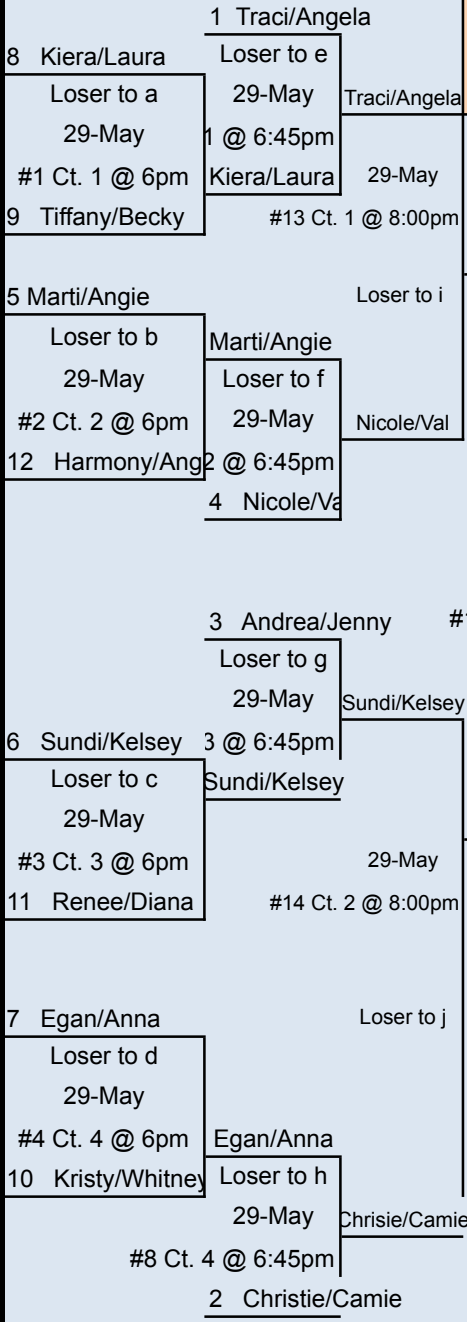 1 Traci/Angela
8 Kiera/Laura
Loser to e
Loser to a
29-May
Traci/Angela
29-May
1 @ 6:45pm
#1 Ct. 1 @ 6pm
Kiera/Laura
29-May
9 Tiffany/Becky
#13 Ct. 1 @ 8:00pm
5 Marti/Angie
Loser to i
Loser to b
Marti/Angie
29-May
Loser to f
#2 Ct. 2 @ 6pm
29-May
Nicole/Val
12 Harmony/Ang
2 @ 6:45pm
4 Nicole/Va
3 Andrea/Jenny
#
Loser to g
29-May
Sundi/Kelsey
6 Sundi/Kelsey
3 @ 6:45pm
Loser to c
Sundi/Kelsey
29-May
#3 Ct. 3 @ 6pm
29-May
11 Renee/Diana
#14 Ct. 2 @ 8:00pm
7 Egan/Anna
Loser to j
Loser to d
29-May
#4 Ct. 4 @ 6pm
Egan/Anna
10 Kristy/Whitney
Loser to h
29-May
Chrisie/Camie
#8 Ct. 4 @ 6:45pm
2 Christie/Camie